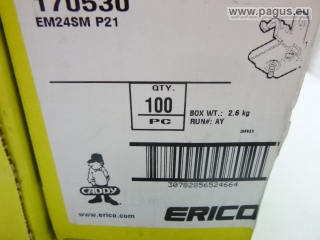 www.pagus.eu
170530
EM24SM P21
QTY.
100
PC
BOX WT.: 2.6 kg
RUN#: AY
30782856524664
CADDY
www.erico.com
ERICO